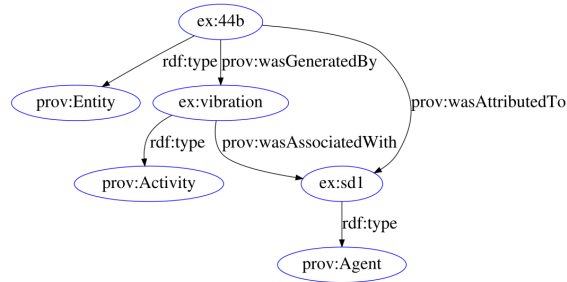 ex:44b
rdf:type
prov:wasGeneratedBy
prov:Entity
ex:vibration
prov:wasAttributedTo
rdf:type
prov:wasAssociatedWith
prov:Activity
ex:sd1
rdf:type
prov:Agent